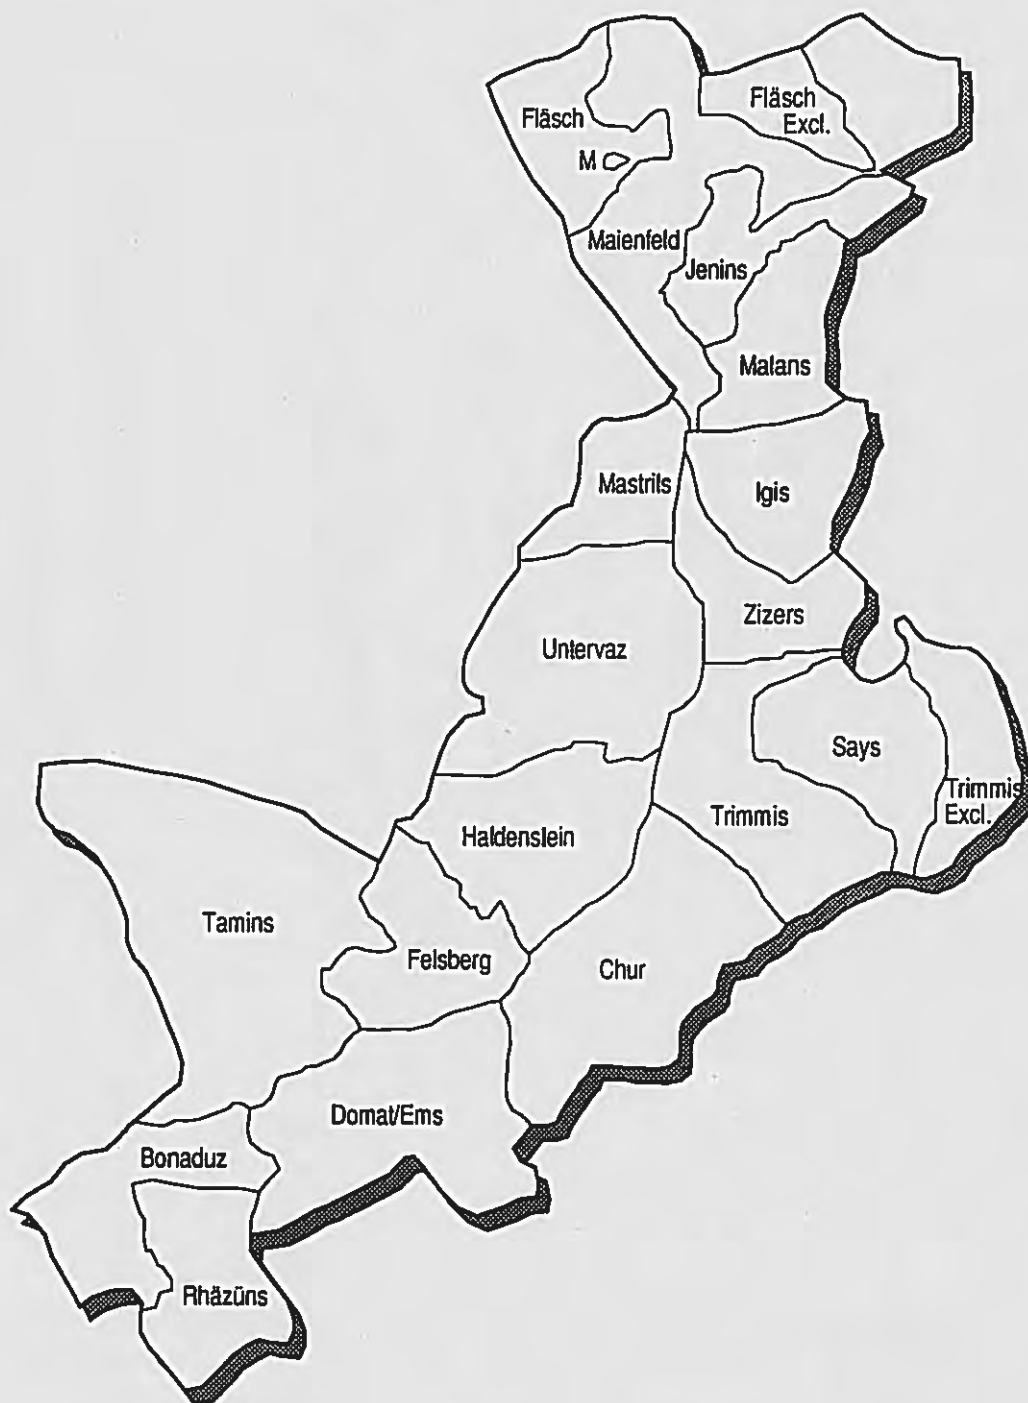 Fläsch
Fläsch
Excl.
M
Maienfeld
Jenins
Malans
Mastrils
Igis
Zizers
Untervaz
Says
Trimmis
Excl.
Trimmis
Haldenslein
Tamins
Felsberg
Chur
Domat/Ems
Bonaduz
Rhäzüns